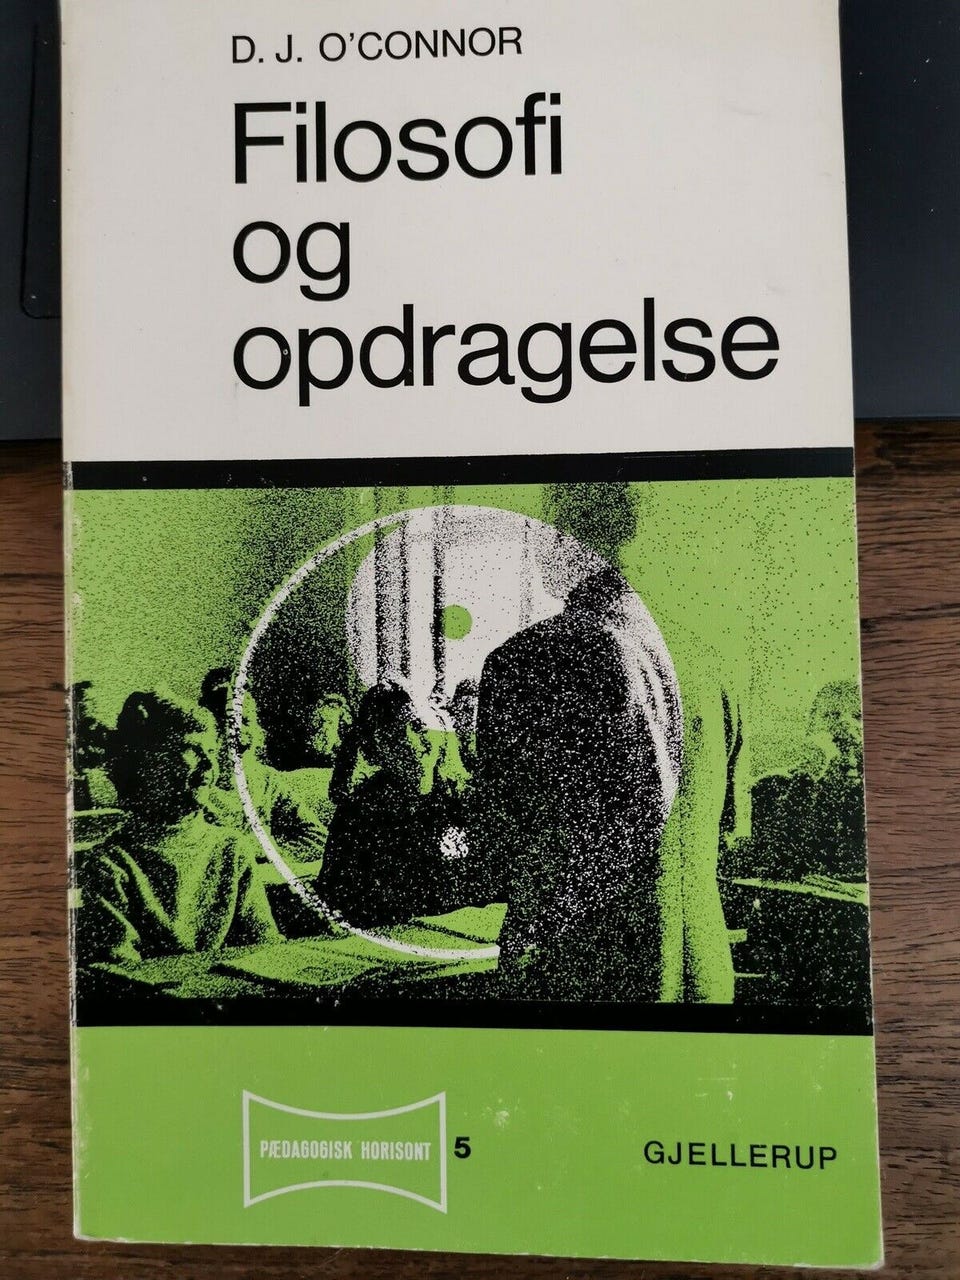 D. J. O'CONNOR
Filosofi
og
opdragelse
PÆDAGOGISK HORISONT 5
GJELLERUP